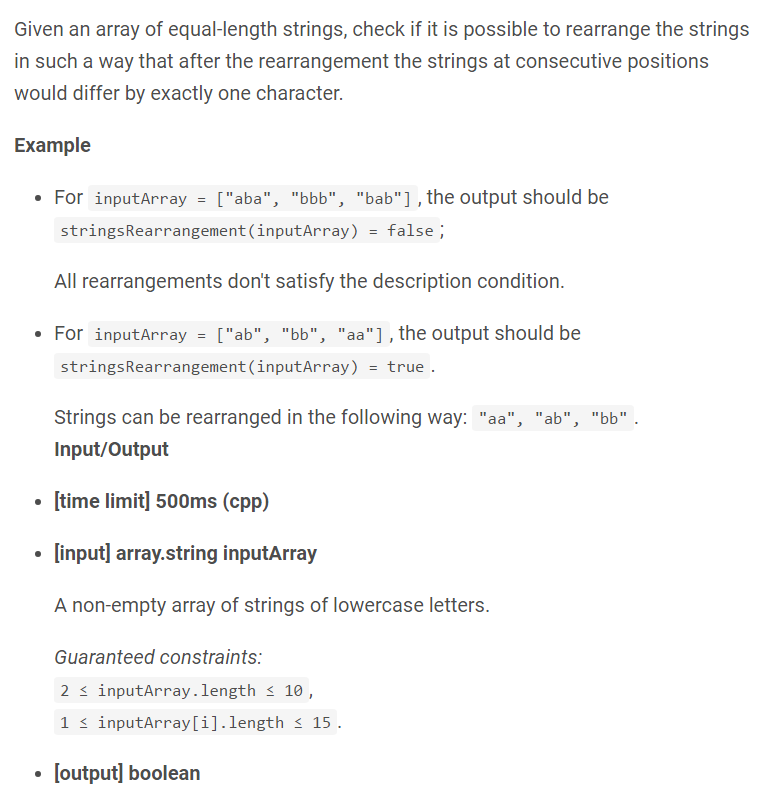 Given an array of equal-length strings, check if it is possible to rearrange the strings
in such a way that after the rearrangement the strings at consecutive positions
would differ by exactly one character.
Example
• For inputArray = ["aba", "bbb", "bab"] , the output should be
stringsRearrangement(inputArray) = false ;
All rearrangements don't satisfy the description condition.
• For inputArray = ["ab", "bb", "aa"] , the output should be
stringsRearrangement(inputArray) = true .
Strings can be rearranged in the following way: "aa", "ab", "bb" .
Input/Output
• [time limit] 500ms (cpp)
• [input] array.string inputArray
A non-empty array of strings of lowercase letters.
Guaranteed constraints:
2 ≤ inputArray.length ≤ 10 ,
1 ≤ inputArray[i].length ≤ 15 .
• [output] boolean